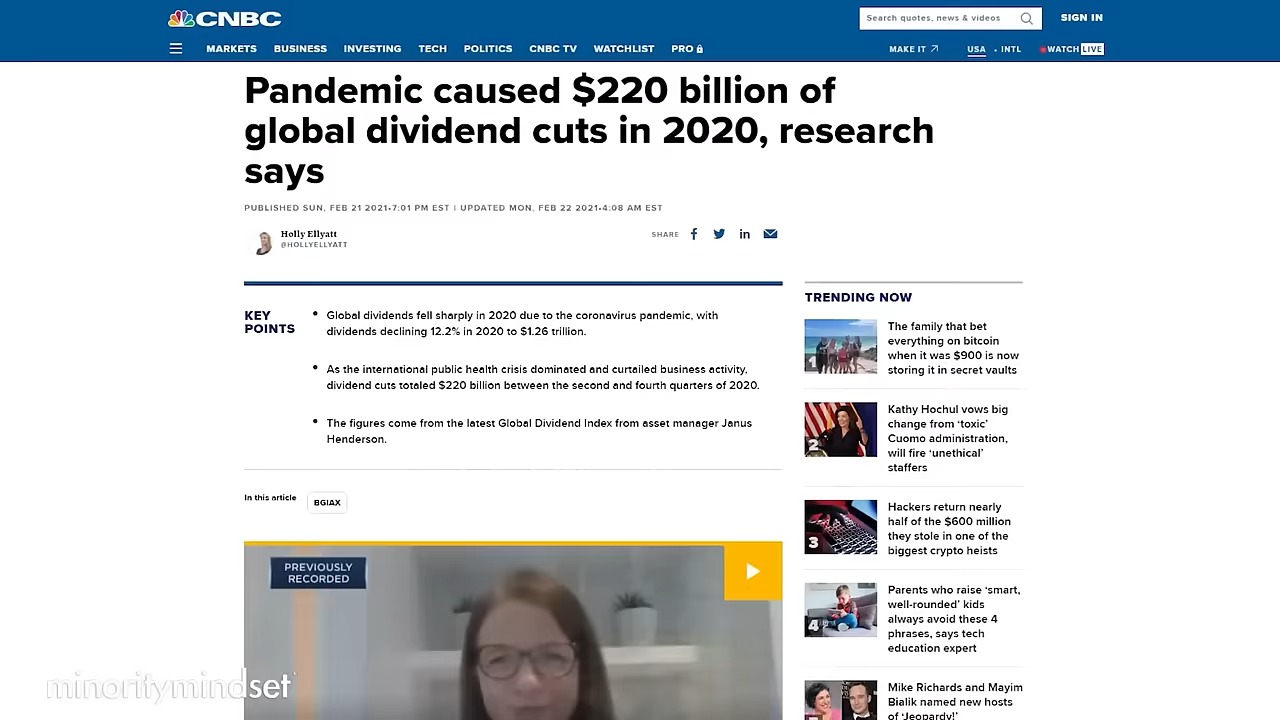 CNBC
Search quotes, news & videos
SIGN IN
MARKETS BUSINESS INVESTING TECH POLITICS CNBC TV WATCHLIST PRO
MAKE IT USA • INTL WATCH LIVE
Pandemic caused $220 billion of
global dividend cuts in 2020, research
says
PUBLISHED SUN, FEB 21 2021•7:01 PM EST | UPDATED MON, FEB 22 2021•4:08 AM EST
Holly Ellyatt
@HOLLYELLYATT
SHARE
KEY
POINTS
• Global dividends fell sharply in 2020 due to the coronavirus pandemic, with
dividends declining 12.2% in 2020 to $1.26 trillion.
• As the international public health crisis dominated and curtailed business activity,
dividend cuts totaled $220 billion between the second and fourth quarters of 2020.
• The figures come from the latest Global Dividend Index from asset manager Janus
Henderson.
In this article
BGIAX
PREVIOUSLY
RECORDED
TRENDING NOW
1
The family that bet
everything on bitcoin
when it was $900 is now
storing it in secret vaults
2
Kathy Hochul vows big
change from ‘toxic’
Cuomo administration,
will fire ‘unethical’
staffers
3
Hackers return nearly
half of the $600 million
they stole in one of the
biggest crypto heists
4
Parents who raise ‘smart,
well-rounded’ kids
always avoid these 4
phrases, says tech
education expert
Mike Richards and Mayim
Bialik named new hosts
of ‘Jeopardy!’
minoritymindset